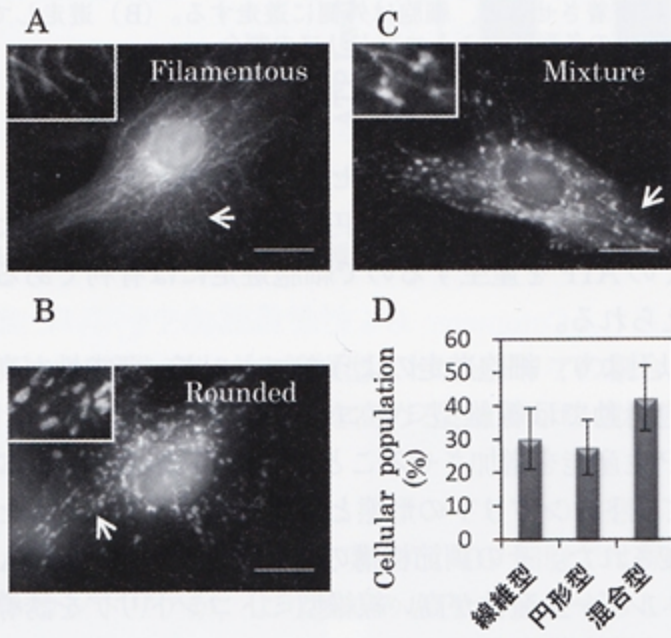 A
Filamentous
C
Mixture
B
Rounded
D
Cellular population
(%)
60
50
40
30
20
10
0
線維型
円形型
混合型